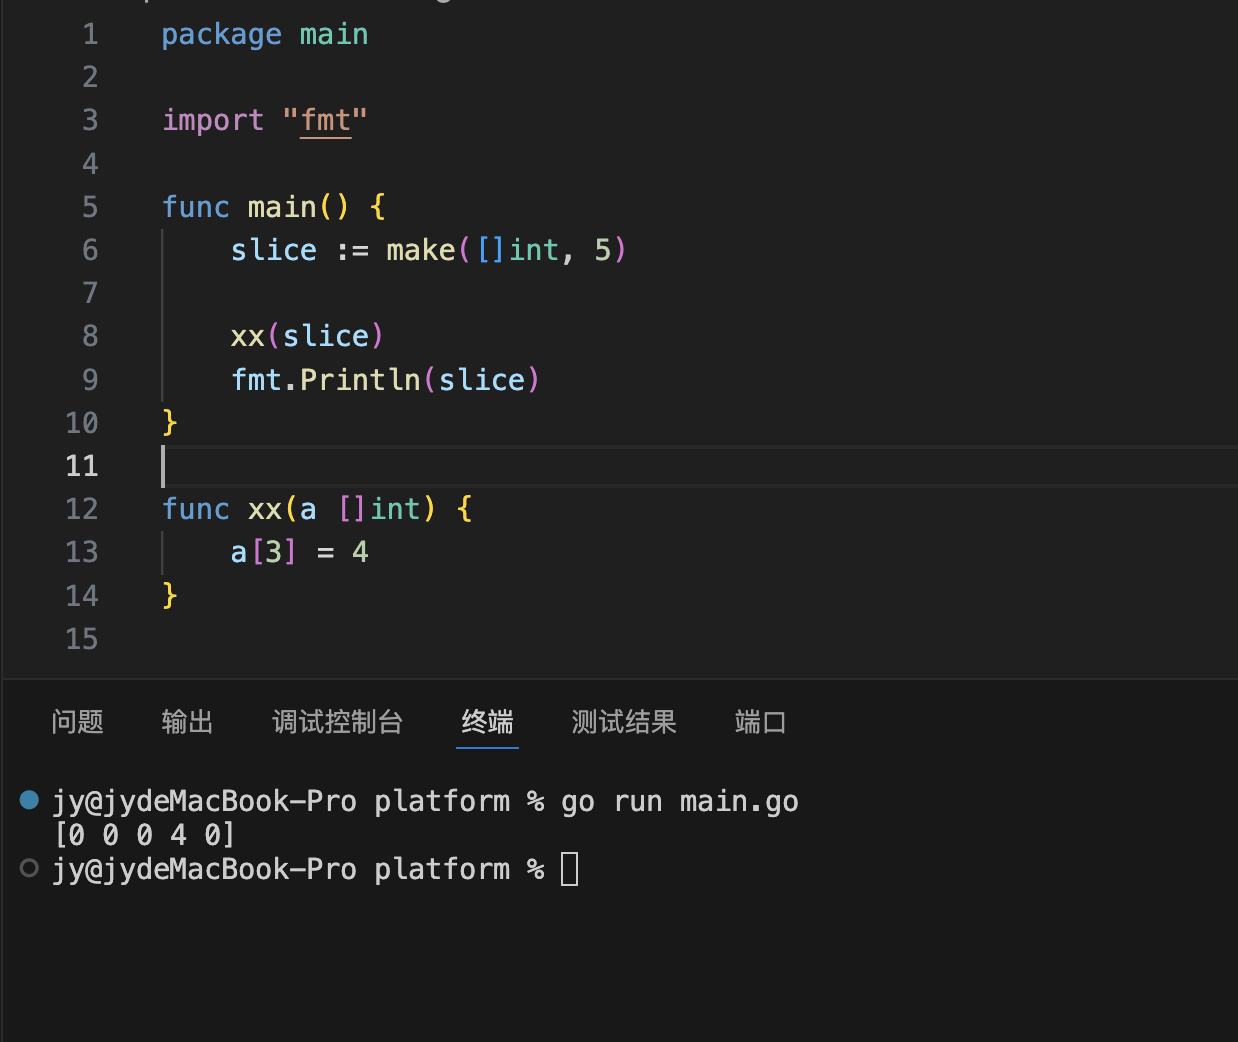 1 package main
2
3 import "fmt"
4
5 func main() {
6 slice := make([]int, 5)
7
8 xx(slice)
9 fmt.Println(slice)
10 }
11
12 func xx(a []int) {
13 a[3] = 4
14 }
15
问题 输出 调试控制台 终端 测试结果 端口
jy@jydeMacBook-Pro platform % go run main.go
[0 0 0 4 0]
jy@jydeMacBook-Pro platform %